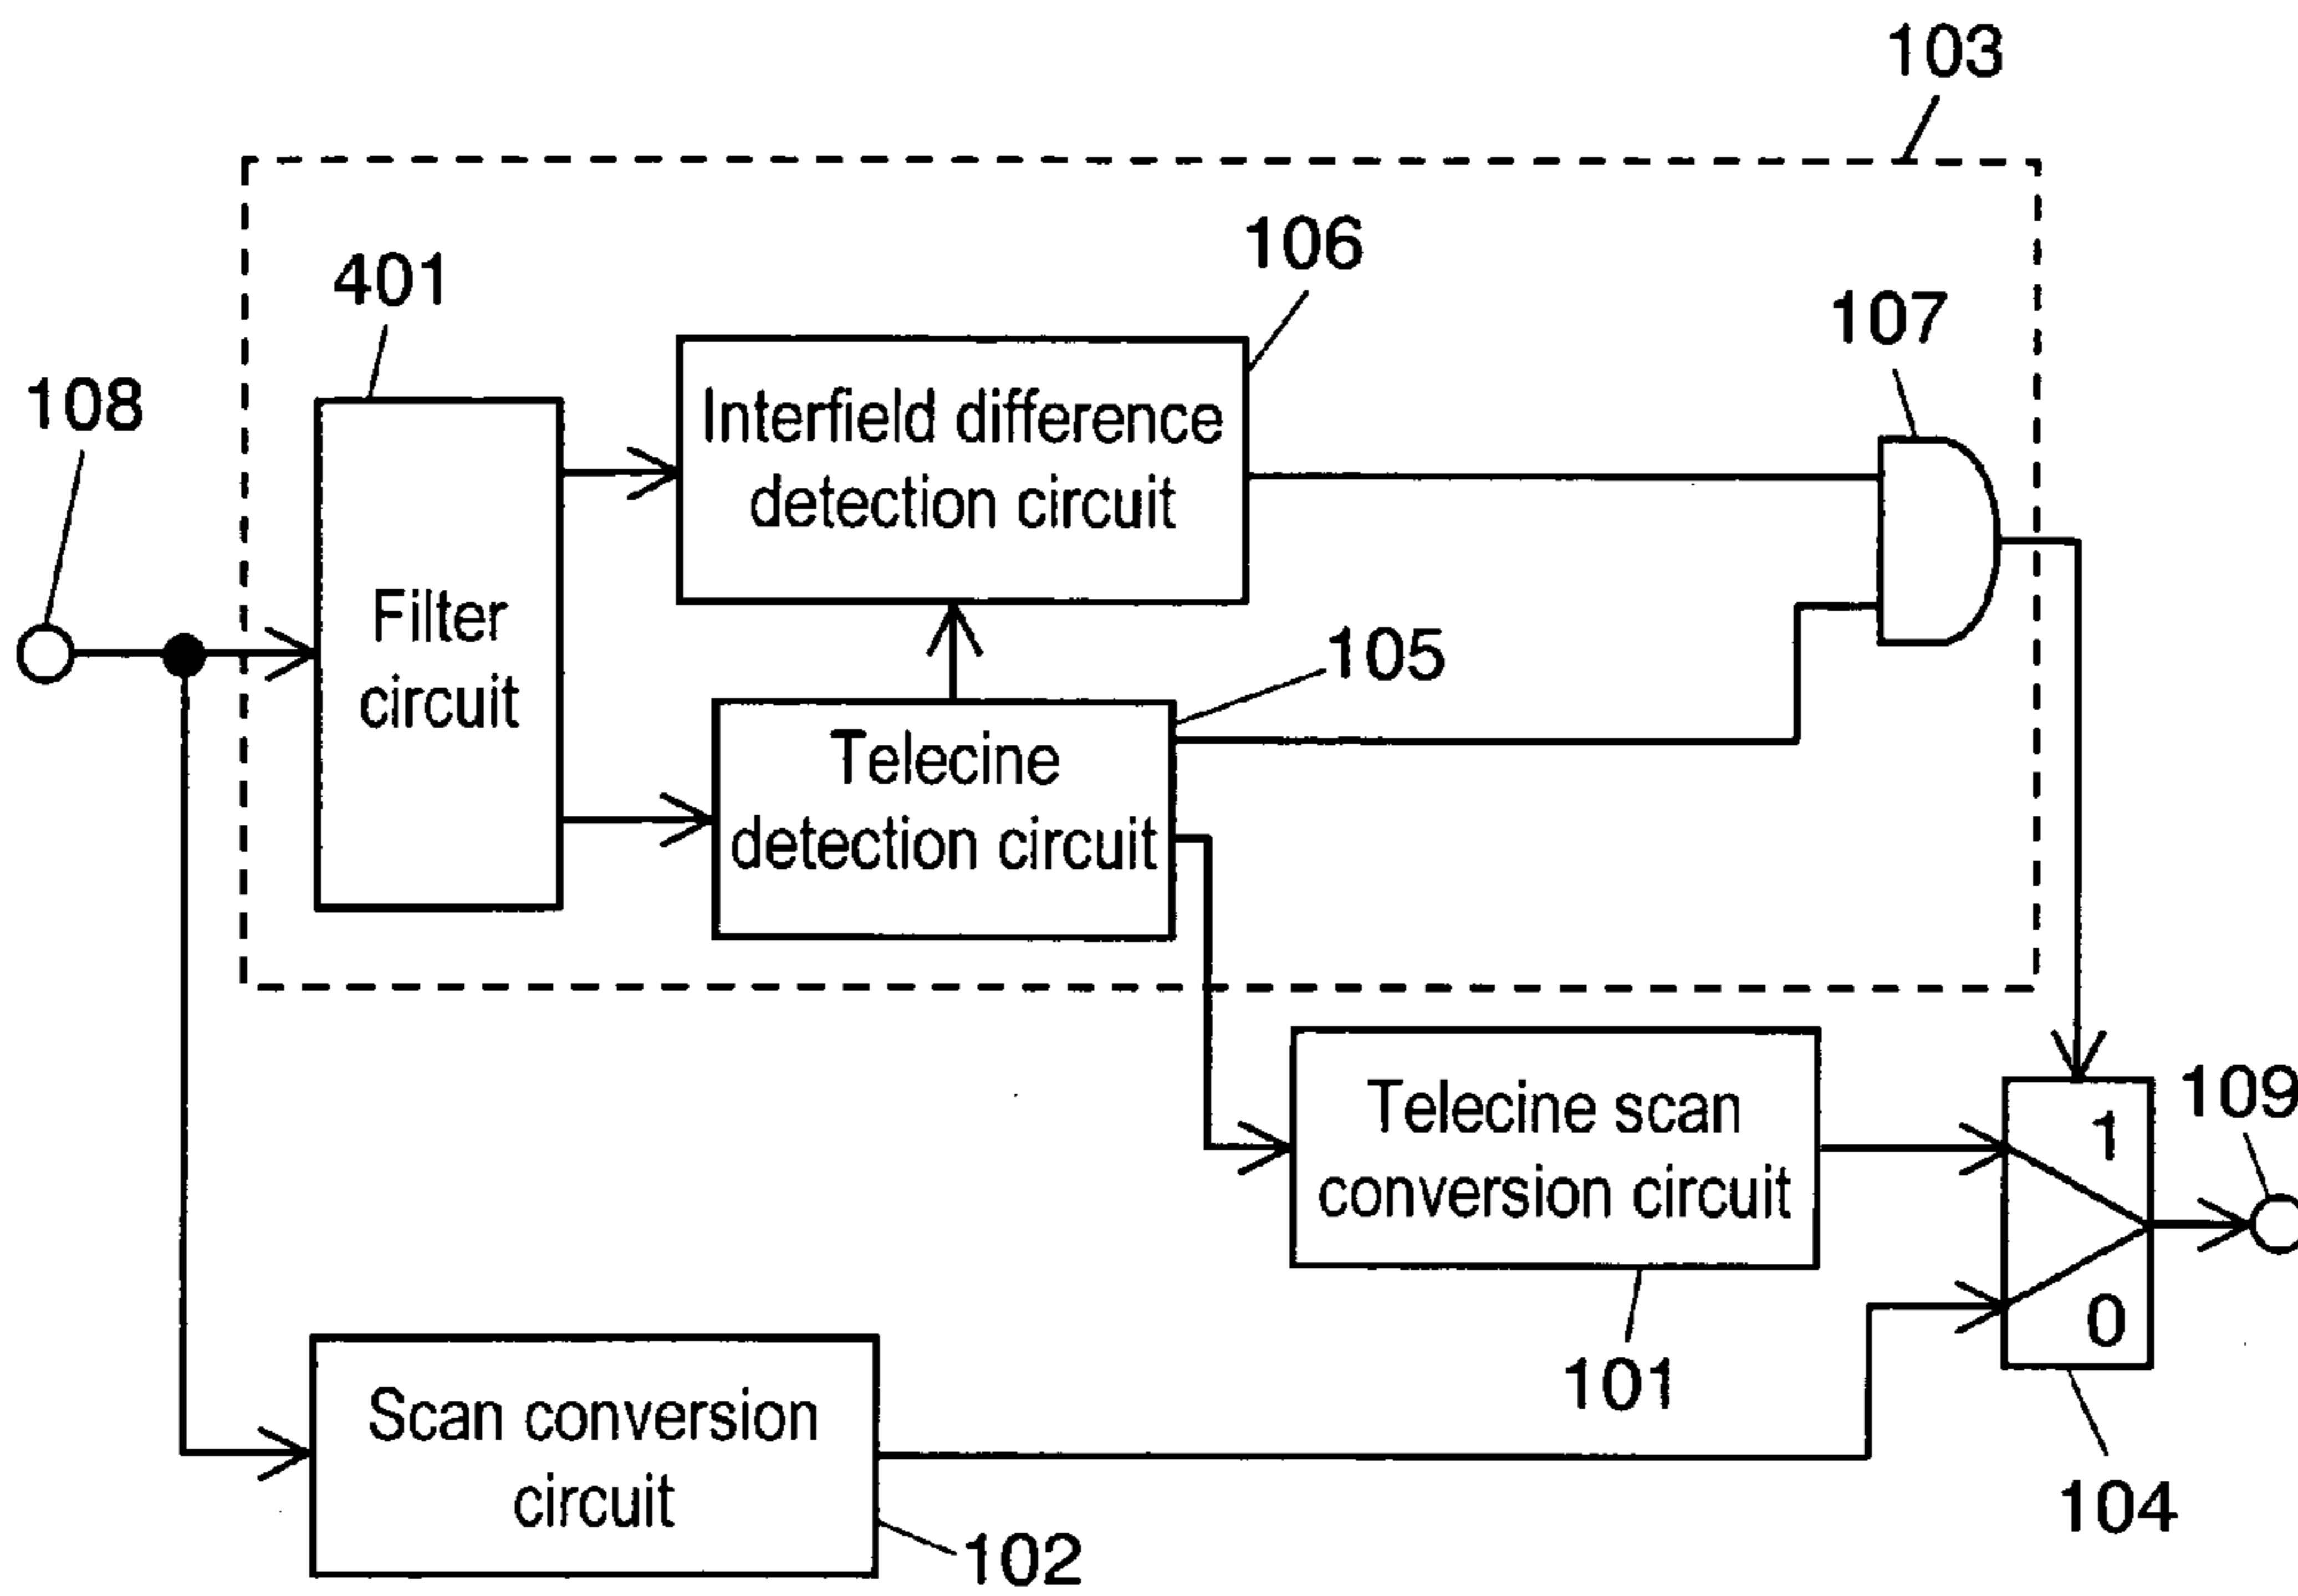 103
106
401
107
108
Interfield difference
detection circuit
Filter
circuit
105
Telecine
detection circuit
109
1
Telecine scan
conversion circuit
0
101
Scan conversion
circuit
104
102